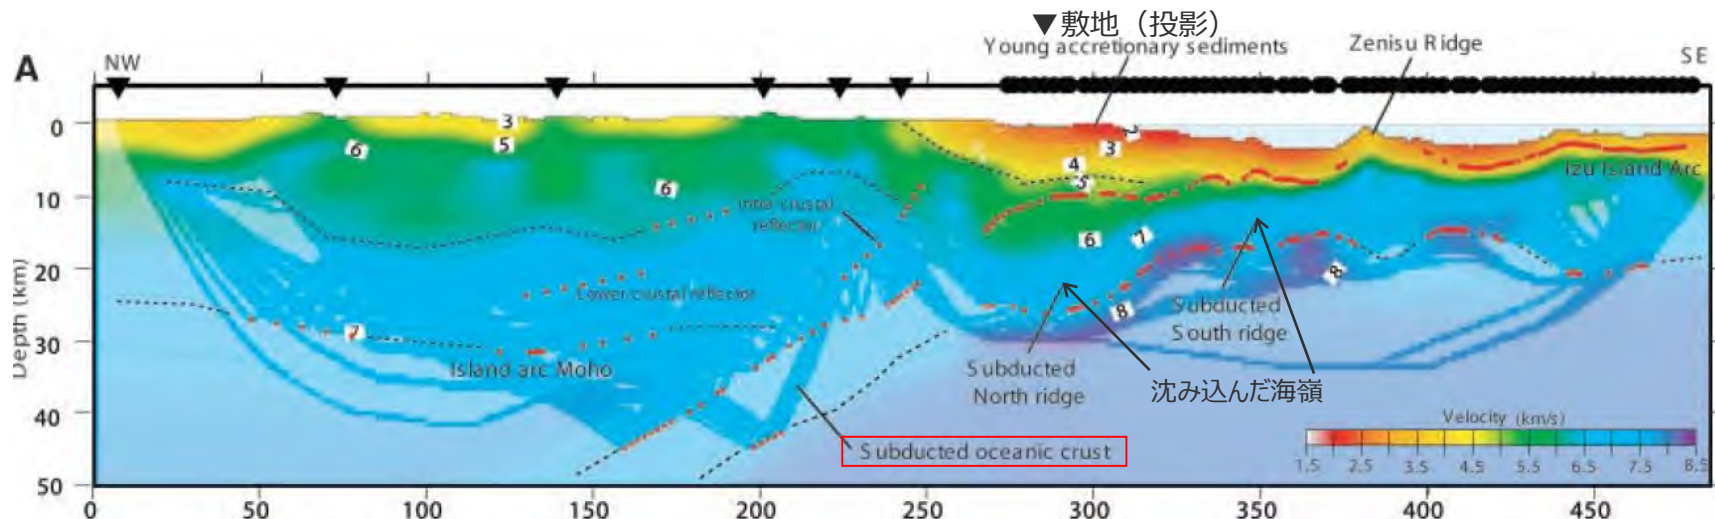 ▼敷地（投影）
Young accretionary sediments
Zenisu Ridge
A
NW
SE
0
10
20
30
40
50
Depth (km)
3
5
6
6
2
3
4
5
6
7
8
8
7
Izu Island Arc
Intra-crustal
reflector
Lower crustal reflector
Island arc Moho
Subducted
South ridge
Subducted
North ridge
沈み込んだ海嶺
Subducted oceanic crust
Velocity (km/s)
1.5 2.5 3.5 4.5 5.5 6.5 7.5 8.5
0 50 100 150 200 250 300 350 400 450